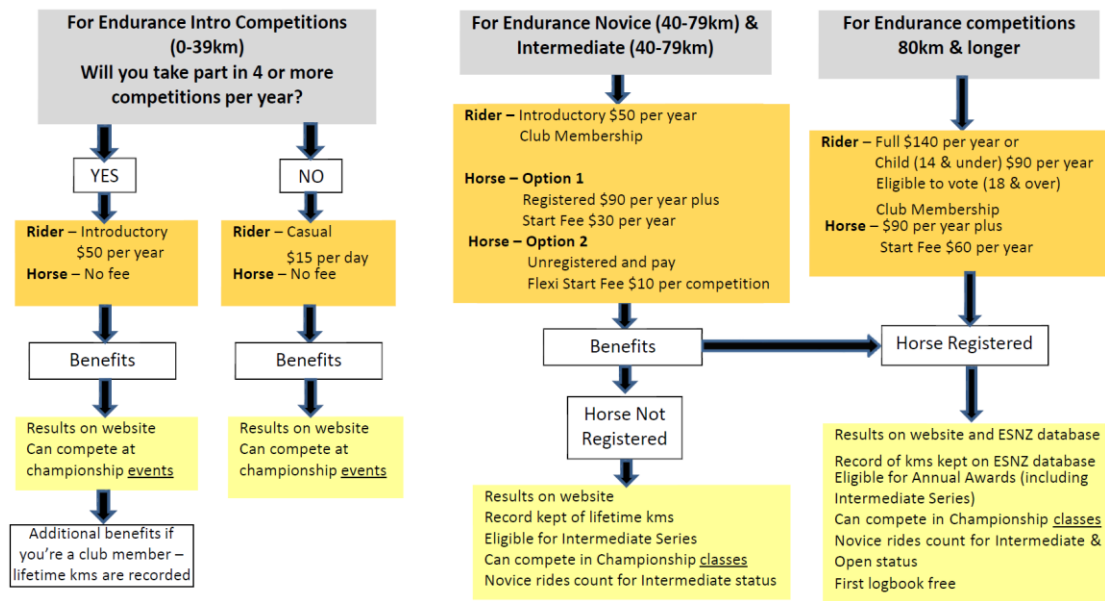 For Endurance Intro Competitions
(0-39km)
Will you take part in 4 or more
competitions per year?
YES
Rider – Introductory
$50 per year
Horse – No fee
Benefits
Results on website
Can compete at
championship events
Additional benefits if
you're a club member –
lifetime kms are recorded
NO
Rider – Casual
$15 per day
Horse – No fee
Benefits
Results on website
Can compete at
championship events
For Endurance Novice (40-79km) &
Intermediate (40-79km)
Rider – Introductory $50 per year
Club Membership
Horse – Option 1
Registered $90 per year plus
Start Fee $30 per year
Horse – Option 2
Unregistered and pay
Flexi Start Fee $10 per competition
Benefits
Horse Not
Registered
Results on website
Record kept of lifetime kms
Eligible for Intermediate Series
Can compete in Championship classes
Novice rides count for Intermediate status
For Endurance competitions
80km & longer
Rider – Full $140 per year or
Child (14 & under) $90 per year
Eligible to vote (18 & over)
Club Membership
Horse – $90 per year plus
Start Fee $60 per year
Horse Registered
Results on website and ESNZ database
Record of kms kept on ESNZ database
Eligible for Annual Awards (including
Intermediate Series)
Can compete in Championship classes
Novice rides count for Intermediate &
Open status
First logbook free